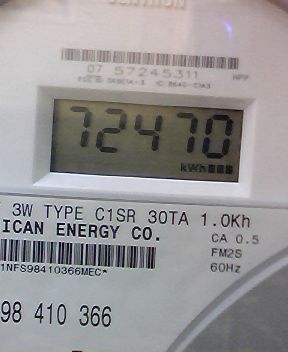 07 57245311
72470
kWh
3W TYPE C1SR 30TA 1.0Kh
ICAN ENERGY CO.
CA 0.5
FM2S
60Hz
1NFS98410366MEC*
98 410 366